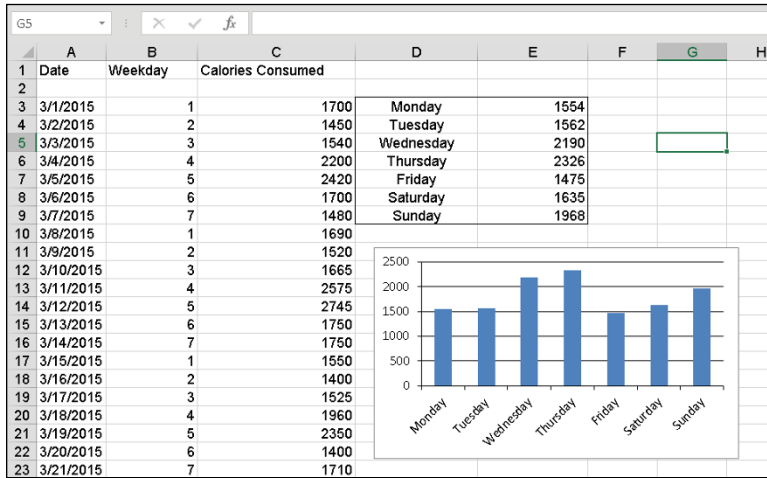 G5 fx
A B C D E F G H
1 Date Weekday Calories Consumed
2
3 3/1/2015 1 1700 Monday 1554
4 3/2/2015 2 1450 Tuesday 1562
5 3/3/2015 3 1540 Wednesday 2190
6 3/4/2015 4 2200 Thursday 2326
7 3/5/2015 5 2420 Friday 1475
8 3/6/2015 6 1700 Saturday 1635
9 3/7/2015 7 1480 Sunday 1968
10 3/8/2015 1 1690
11 3/9/2015 2 1520
12 3/10/2015 3 1665
13 3/11/2015 4 2575
14 3/12/2015 5 2745
15 3/13/2015 6 1750
16 3/14/2015 7 1750
17 3/15/2015 1 1550
18 3/16/2015 2 1400
19 3/17/2015 3 1525
20 3/18/2015 4 1960
21 3/19/2015 5 2350
22 3/20/2015 6 1400
23 3/21/2015 7 1710
2500
2000
1500
1000
500
0
Monday Tuesday Wednesday Thursday Friday Saturday Sunday